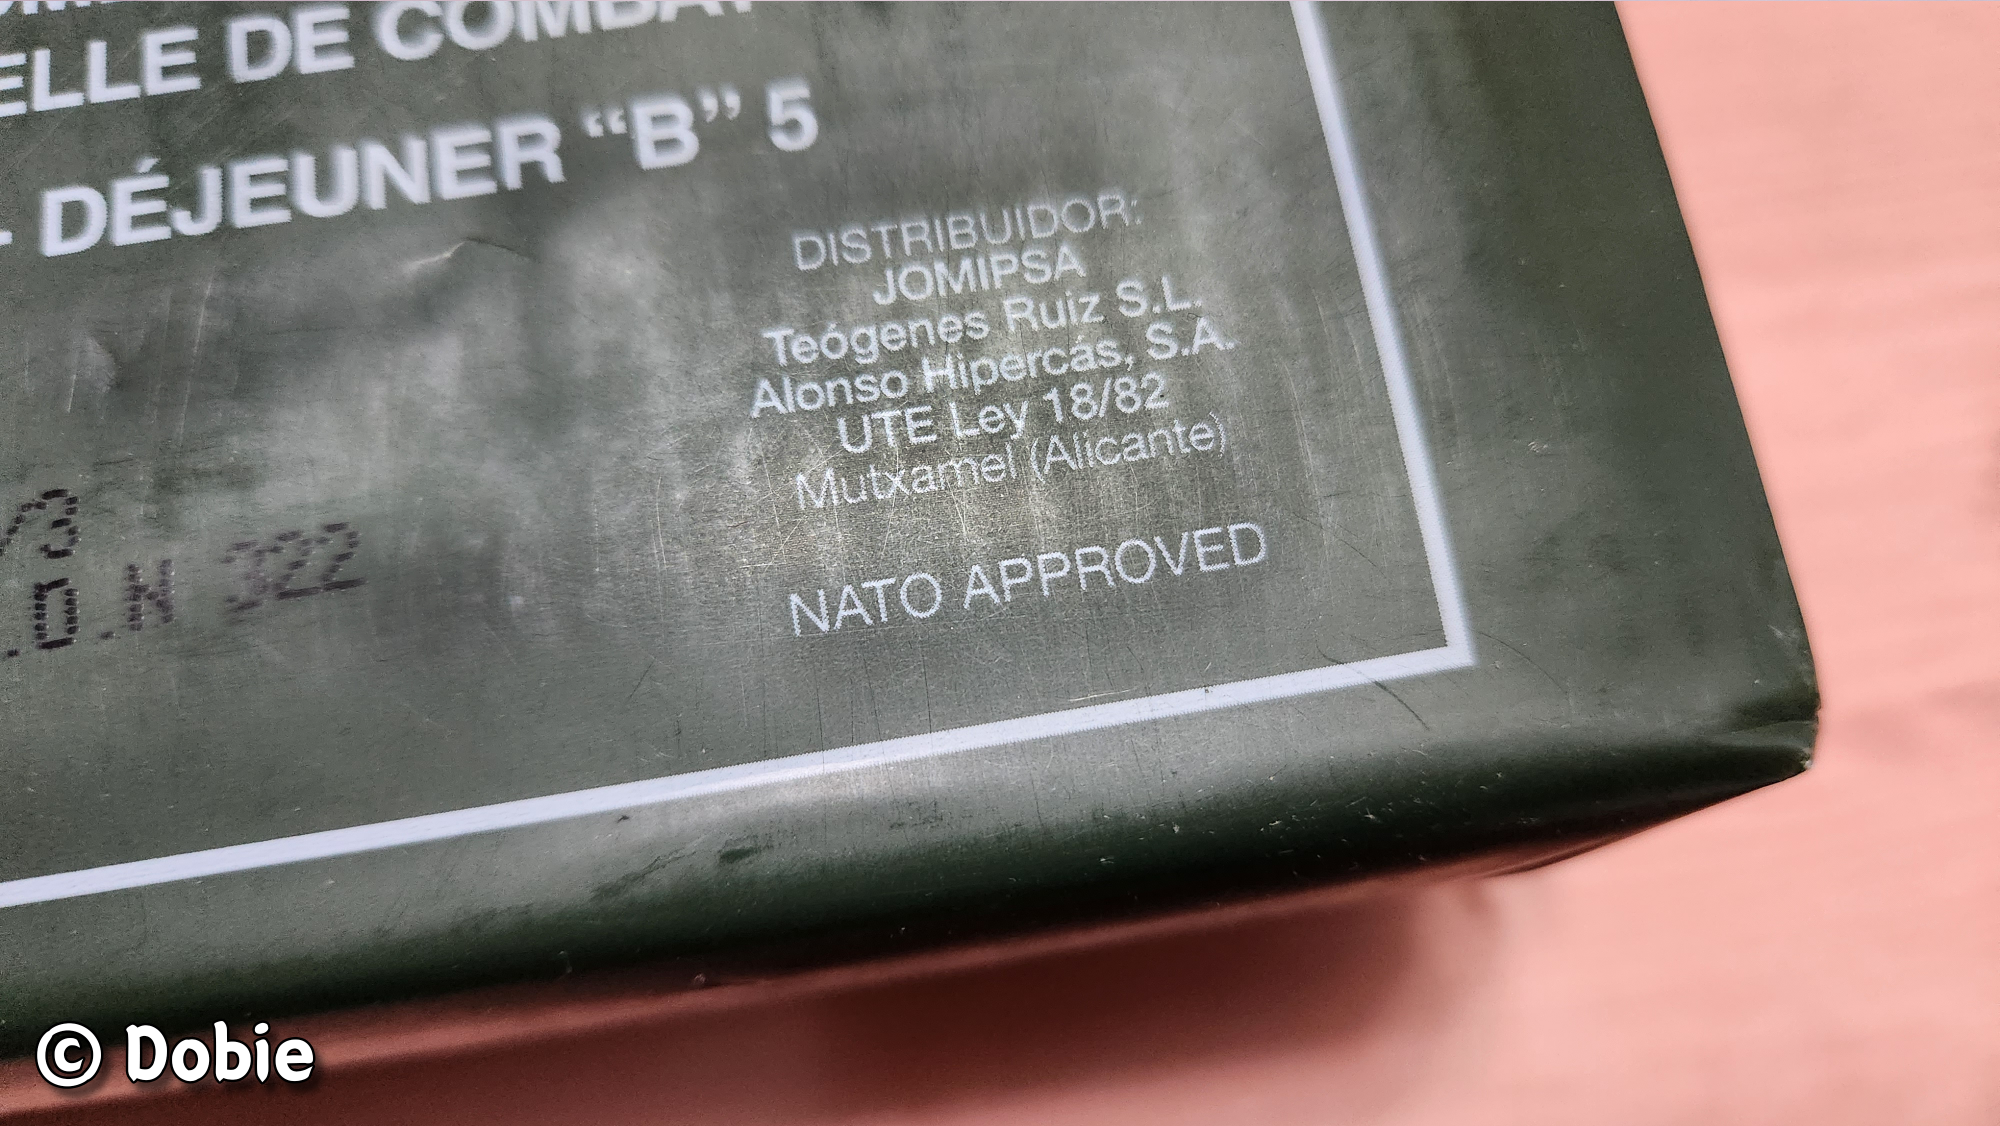 ELLE DE COMBAT
- DÉJEUNER “B” 5
DISTRIBUIDOR:
JOMIPSA
Teógenes Ruiz S.L.
Alonso Hipercás, S.A.
UTE Ley 18/82
Mutxamel (Alicante)
NATO APPROVED
.D.N 322
© Dobie